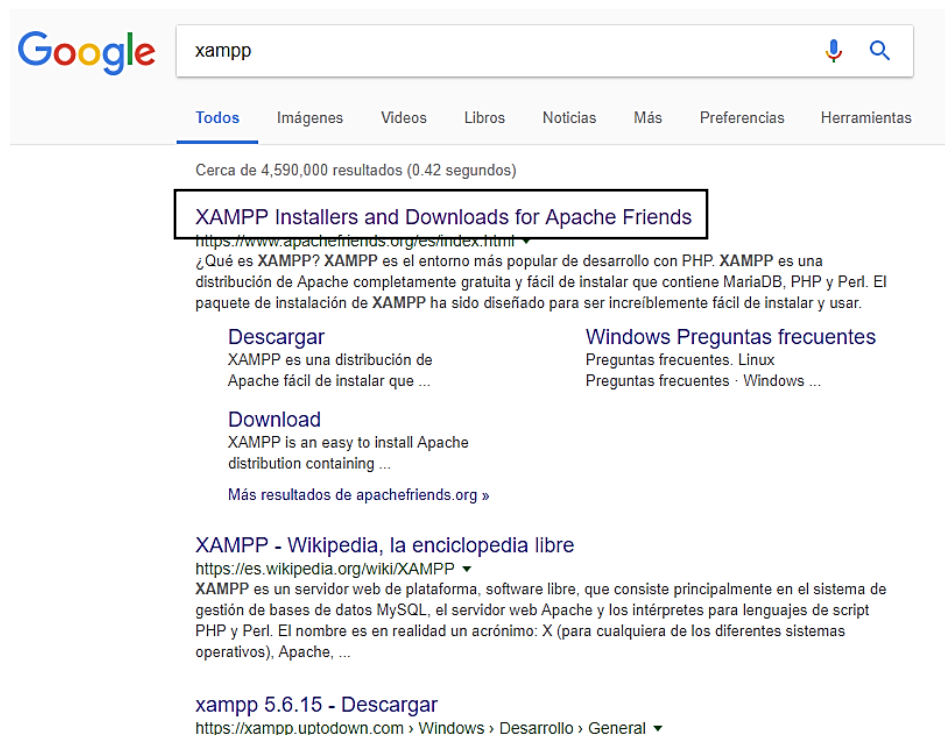 Google
xampp
Todos Imágenes Videos Libros Noticias Más Preferencias Herramientas
Cerca de 4,590,000 resultados (0.42 segundos)
XAMPP Installers and Downloads for Apache Friends
https://www.apachefriends.org/es/index.html
¿Qué es XAMPP? XAMPP es el entorno más popular de desarrollo con PHP. XAMPP es una
distribución de Apache completamente gratuita y fácil de instalar que contiene MariaDB, PHP y Perl. El
paquete de instalación de XAMPP ha sido diseñado para ser increíblemente fácil de instalar y usar.
Descargar
XAMPP es una distribución de
Apache fácil de instalar que ...
Windows Preguntas frecuentes
Preguntas frecuentes. Linux
Preguntas frecuentes · Windows ...
Download
XAMPP is an easy to install Apache
distribution containing ...
Más resultados de apachefriends.org »
XAMPP - Wikipedia, la enciclopedia libre
https://es.wikipedia.org/wiki/XAMPP
XAMPP es un servidor web de plataforma, software libre, que consiste principalmente en el sistema de
gestión de bases de datos MySQL, el servidor web Apache y los intérpretes para lenguajes de script
PHP y Perl. El nombre es en realidad un acrónimo: X (para cualquiera de los diferentes sistemas
operativos), Apache, ...
xampp 5.6.15 - Descargar
https://xampp.uptodown.com › Windows › Desarrollo › General